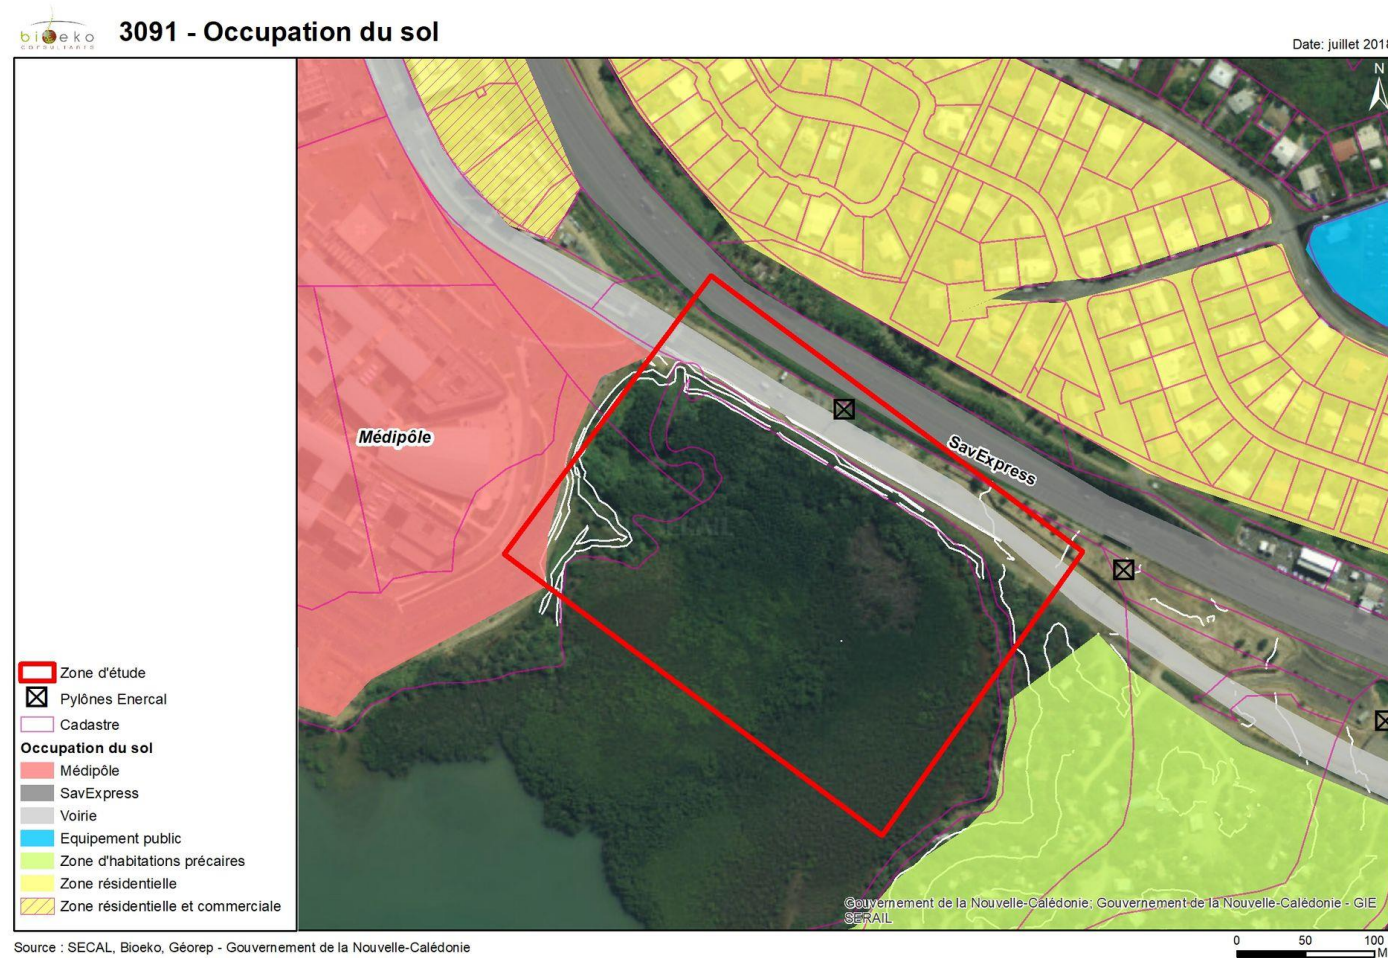 bioeko
CONSULTANTS
3091 - Occupation du sol
Date: juillet 2018
N
Médipôle
SavExpress
SERAIL
Zone d'étude
Pylônes Enercal
Cadastre
Occupation du sol
Médipôle
SavExpress
Voirie
Equipement public
Zone d'habitations précaires
Zone résidentielle
Zone résidentielle et commerciale
Gouvernement de la Nouvelle-Calédonie; Gouvernement de la Nouvelle-Calédonie - GIE
SERAIL
Source : SECAL, Bioeko, Géorep - Gouvernement de la Nouvelle-Calédonie
0 50 100
M